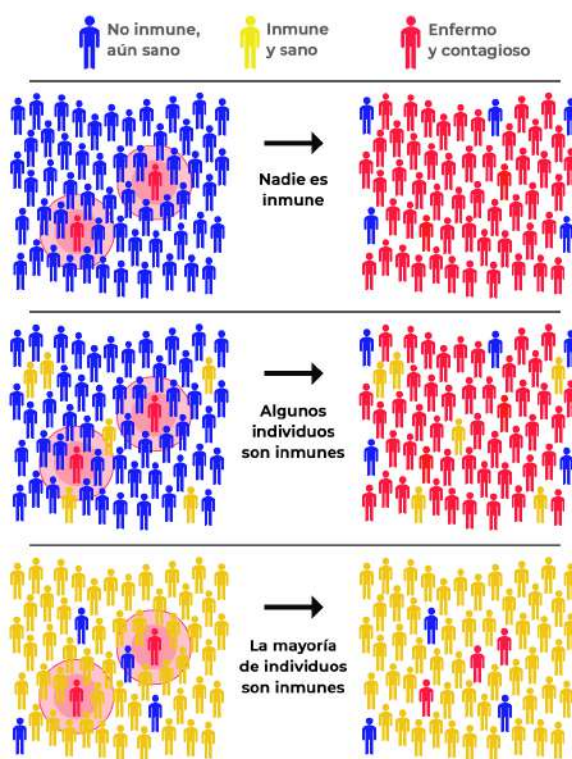 No inmune,
aún sano
Inmune
y sano
Enfermo
y contagioso
Nadie es
inmune
Algunos
individuos
son inmunes
La mayoría
de individuos
son inmunes